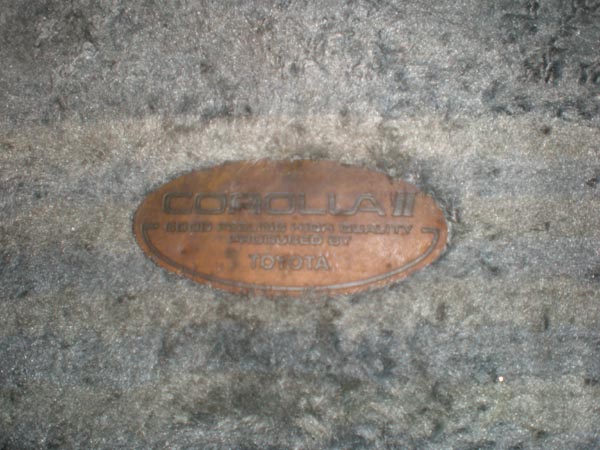 COROLLA II
GOOD FEELING HIGH QUALITY
PRODUCED BY
TOYOTA